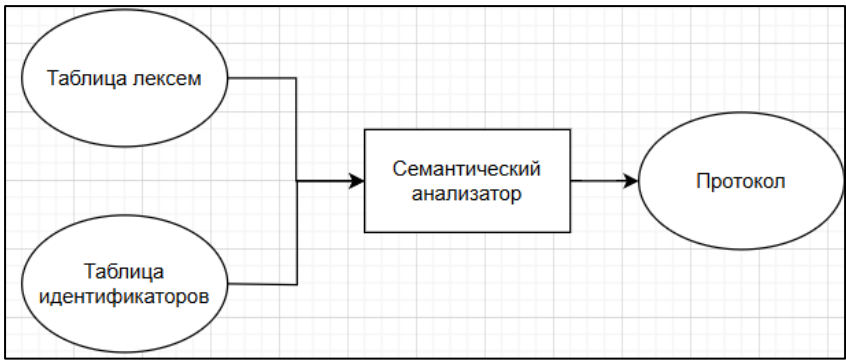 Таблица лексем
Семантический
анализатор
Протокол
Таблица
идентификаторов